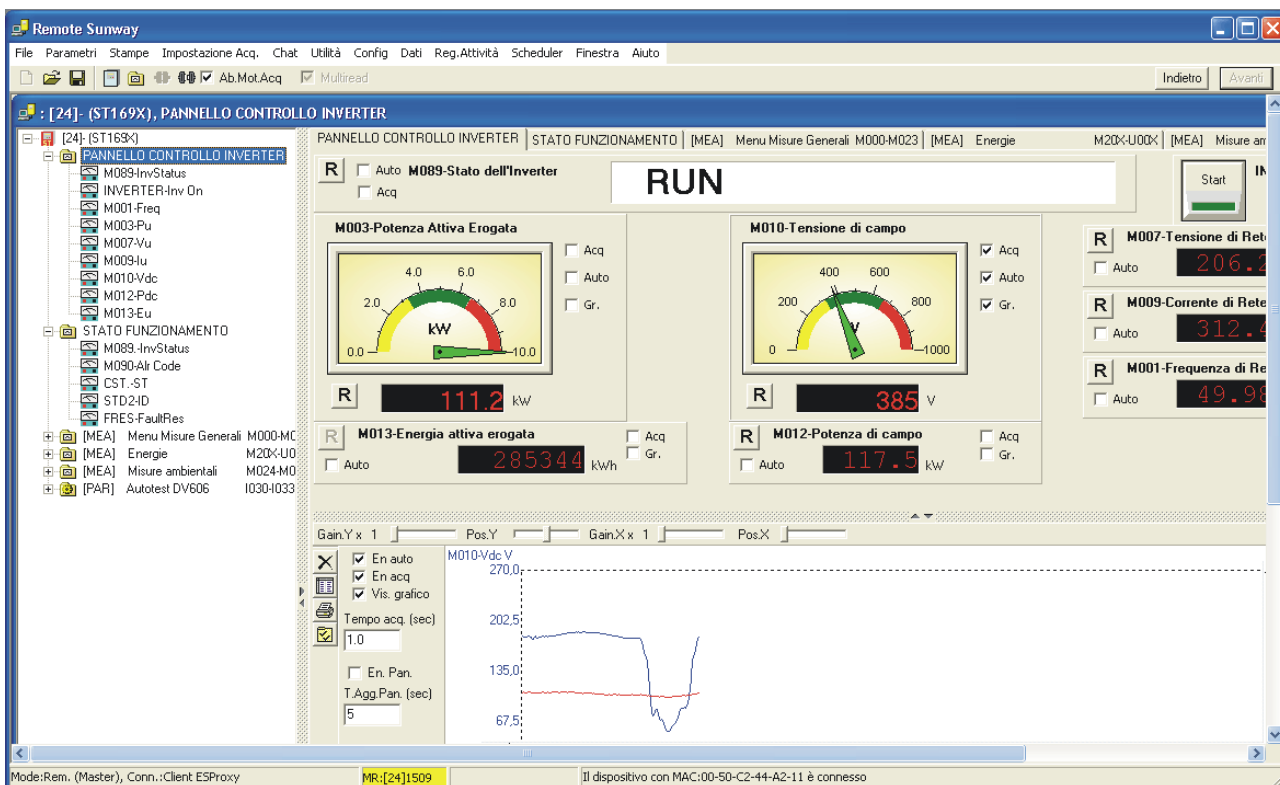 Remote Sunway
File Parametri Stampe Impostazione Acq. Chat Utilità Config Dati Reg.Attività Scheduler Finestra Aiuto
Ab.Mot.Acq Multiread Indietro Avanti
: [24]- (ST169X), PANNELLO CONTROLLO INVERTER
[24]- (ST169X)
PANNELLO CONTROLLO INVERTER
M089-InvStatus
INVERTER-Inv On
M001-Freq
M003-Pu
M007-Vu
M009-Iu
M010-Vdc
M012-Pdc
M013-Eu
STATO FUNZIONAMENTO
M089.-InvStatus
M090-Alr Code
CST.-ST
STD2-ID
FRES-FaultRes
[MEA] Menu Misure Generali M000-M0
[MEA] Energie M20X-U0
[MEA] Misure ambientali M024-M0
[PAR] Autotest DV606 I030-I033
PANNELLO CONTROLLO INVERTER STATO FUNZIONAMENTO [MEA] Menu Misure Generali M000-M023 [MEA] Energie M20X-U00X [MEA] Misure am
R Auto M089-Stato dell'Inverter
Acq
RUN
Start
IN
M003-Potenza Attiva Erogata
0.0 2.0 4.0 6.0 8.0 10.0
kW
Acq
Auto
Gr.
R 111.2 kW
M010-Tensione di campo
0 200 400 600 800 1000
V
Acq
Auto
Gr.
R 385 V
R M007-Tensione di Rete
Auto 206.2
R M009-Corrente di Rete
Auto 312.4
R M001-Frequenza di Re
Auto 49.98
R M013-Energia attiva erogata Acq
Gr.
Auto 285344 kWh
R M012-Potenza di campo Acq
Gr.
Auto 117.5 kW
Gain.Y x 1 Pos.Y Gain.X x 1 Pos.X
En auto
En acq
Vis. grafico
Tempo acq. (sec)
1.0
En. Pan.
T.Agg.Pan. (sec)
5
M010-Vdc V
270,0
202,5
135,0
67,5
Mode:Rem. (Master), Conn.:Client ESProxy MR:[24]1509 Il dispositivo con MAC:00-50-C2-44-A2-11 è connesso